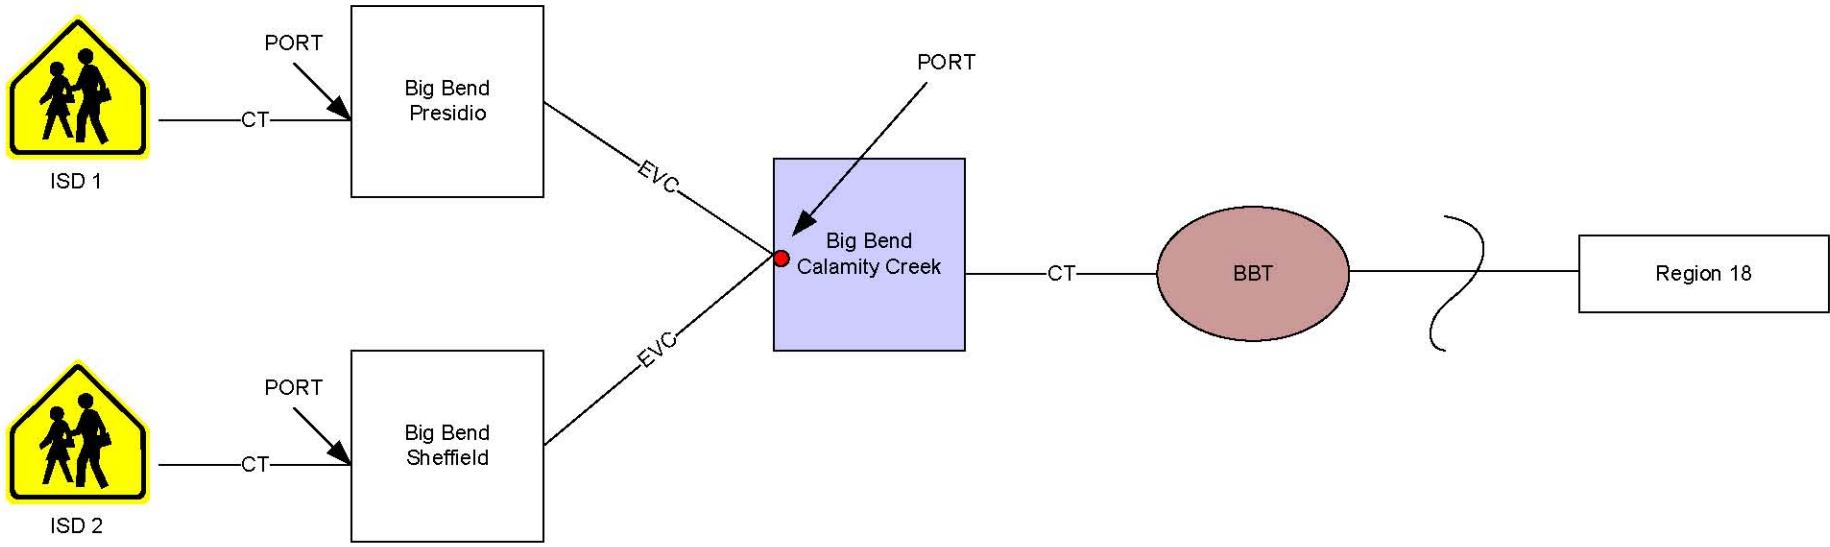 PORT
Big Bend
Presidio
CT
ISD 1
EVC
PORT
Big Bend
Calamity Creek
CT
BBT
Region 18
EVC
PORT
Big Bend
Sheffield
CT
ISD 2